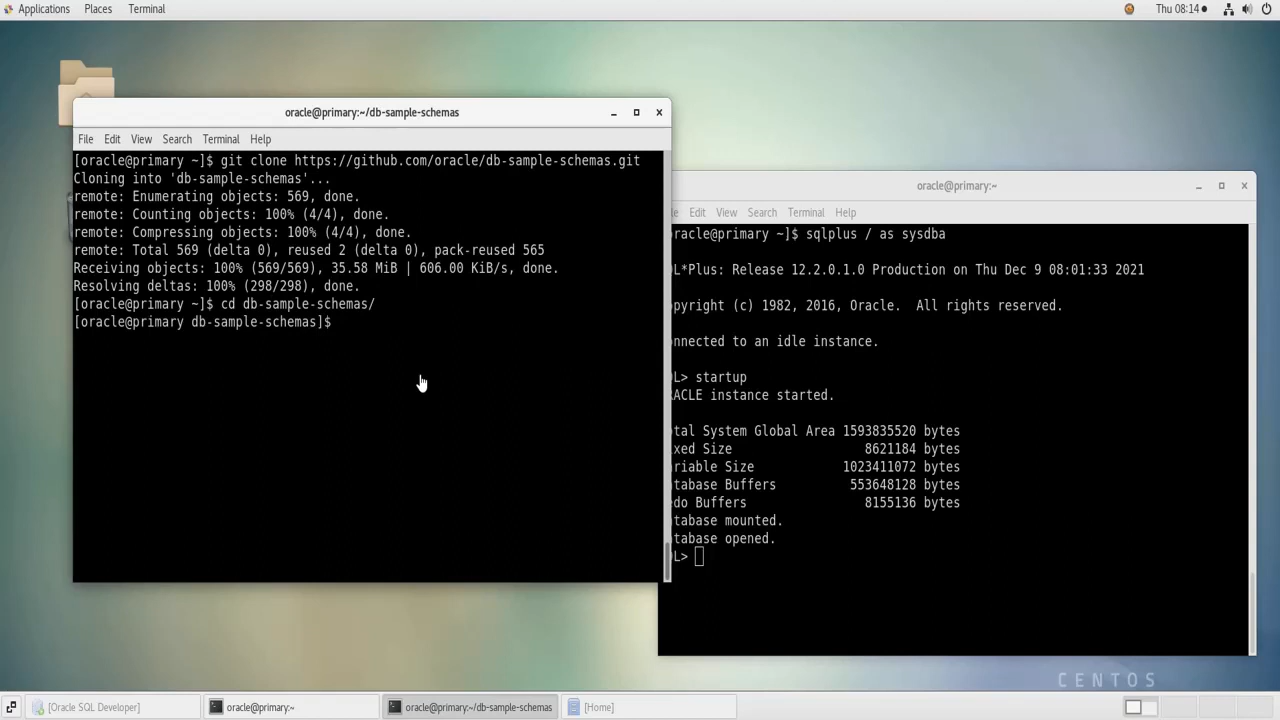 Applications Places Terminal Thu 08:14
oracle@primary:~/db-sample-schemas
File Edit View Search Terminal Help
[oracle@primary ~]$ git clone https://github.com/oracle/db-sample-schemas.git
Cloning into 'db-sample-schemas'...
remote: Enumerating objects: 569, done.
remote: Counting objects: 100% (4/4), done.
remote: Compressing objects: 100% (4/4), done.
remote: Total 569 (delta 0), reused 2 (delta 0), pack-reused 565
Receiving objects: 100% (569/569), 35.58 MiB | 606.00 KiB/s, done.
Resolving deltas: 100% (298/298), done.
[oracle@primary ~]$ cd db-sample-schemas/
[oracle@primary db-sample-schemas]$
oracle@primary:~
le Edit View Search Terminal Help
racle@primary ~]$ sqlplus / as sysdba
L*Plus: Release 12.2.0.1.0 Production on Thu Dec 9 08:01:33 2021
pyright (c) 1982, 2016, Oracle. All rights reserved.
nnected to an idle instance.
L> startup
ACLE instance started.
tal System Global Area 1593835520 bytes
xed Size 8621184 bytes
riable Size 1023411072 bytes
tabase Buffers 553648128 bytes
do Buffers 8155136 bytes
tabase mounted.
tabase opened.
L>
CENTOS
[Oracle SQL Developer] oracle@primary:~ oracle@primary:~/db-sample-schemas [Home]